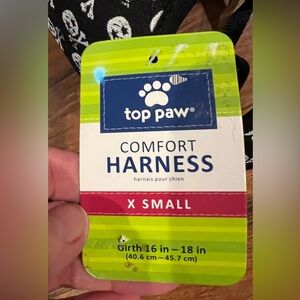 top paw®
COMFORT
HARNESS
harnais pour chien
X SMALL
Girth 16 in – 18 in
(40.6 cm – 45.7 cm)